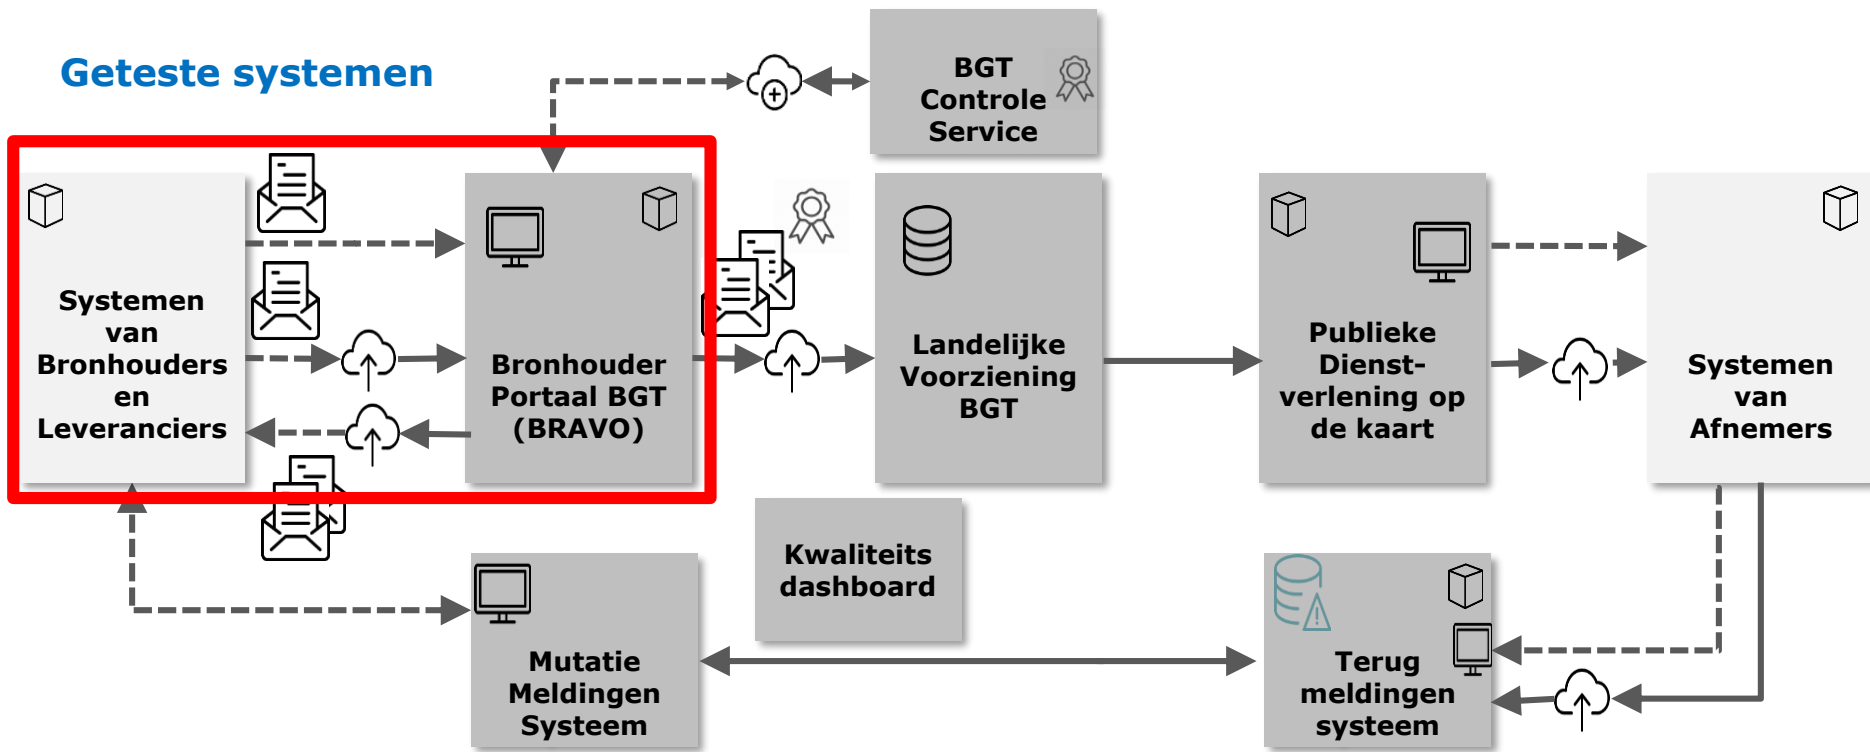 Geteste systemen
BGT
Controle
Service
Systemen
van
Bronhouders
en
Leveranciers
Bronhouder
Portaal BGT
(BRAVO)
Landelijke
Voorziening
BGT
Publieke
Dienst-
verlening op
de kaart
Systemen
van
Afnemers
Kwaliteits
dashboard
Mutatie
Meldingen
Systeem
Terug
meldingen
systeem